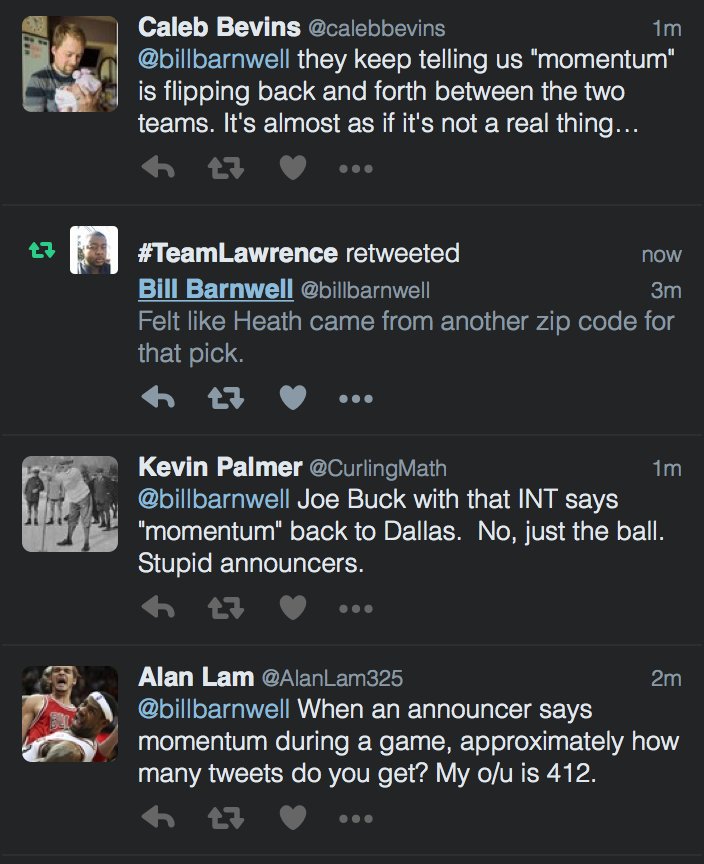 Caleb Bevins @calebbevins 1m
@billbarnwell they keep telling us "momentum"
is flipping back and forth between the two
teams. It's almost as if it's not a real thing…
#TeamLawrence retweeted now
Bill Barnwell @billbarnwell 3m
Felt like Heath came from another zip code for
that pick.
Kevin Palmer @CurlingMath 1m
@billbarnwell Joe Buck with that INT says
"momentum" back to Dallas.  No, just the ball.
Stupid announcers.
Alan Lam @AlanLam325 2m
@billbarnwell When an announcer says
momentum during a game, approximately how
many tweets do you get? My o/u is 412.